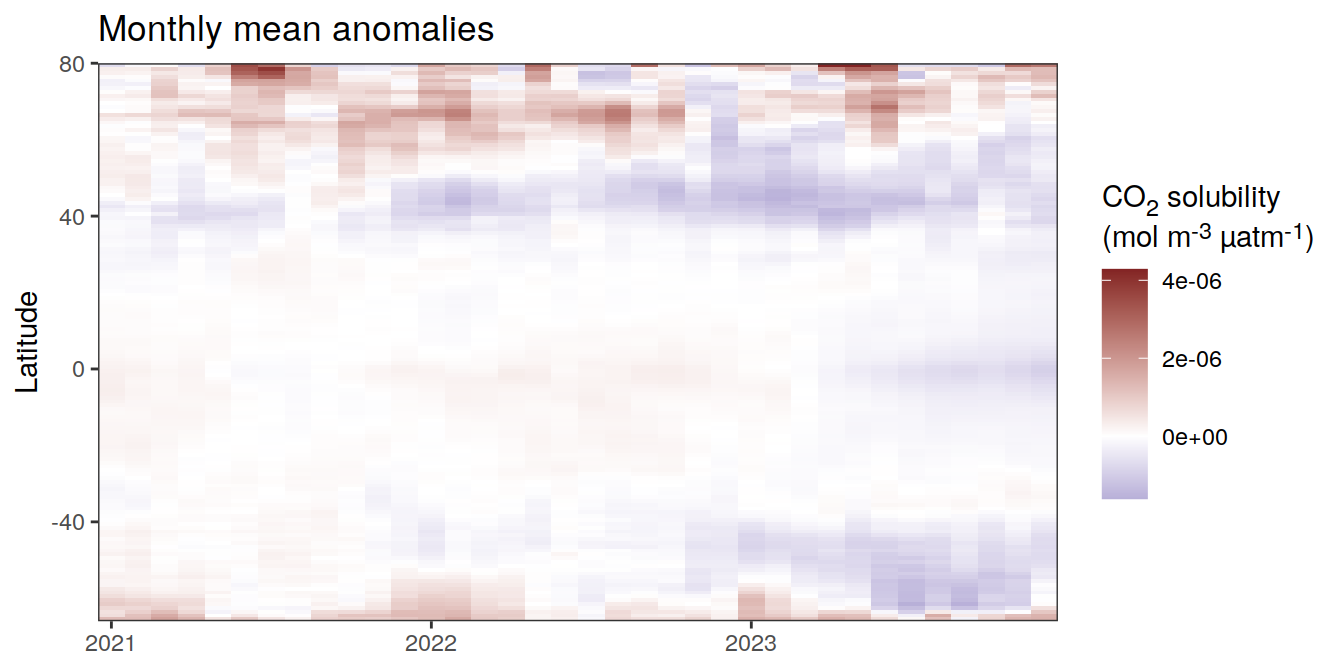 Monthly mean anomalies
80
40
0
-40
Latitude
2021 2022 2023
CO2 solubility
(mol m-3 µatm-1)
4e-06
2e-06
0e+00